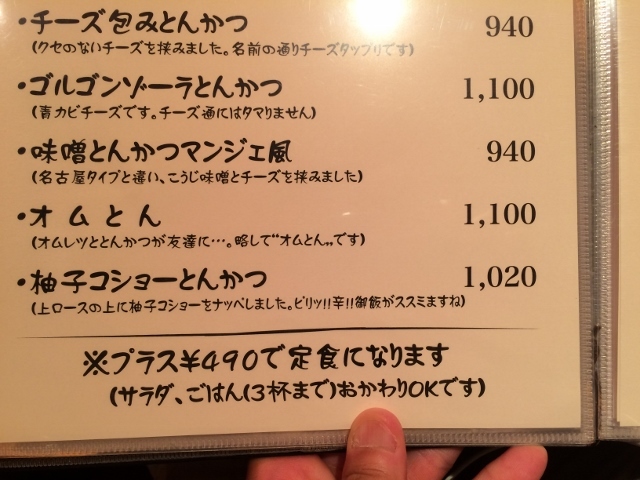 ・チーズ包みとんかつ 940
(クセのないチーズを挟みました。名前の通りチーズタップリです)
・ゴルゴンゾーラとんかつ 1,100
(青カビチーズです。チーズ通にはタマりません)
・味噌とんかつマンジェ風 940
(名古屋タイプと違い、こうじ味噌とチーズを挟みました)
・オムとん 1,100
(オムレツととんかつが友達に…。略して"オムとん„です)
・柚子コショーとんかつ 1,020
(上ロースの上に柚子コショーをナッペしました。ピリッ!!辛!!御飯がススミますね)
※プラス¥490で定食になります
(サラダ、ごはん(3杯まで)おかわりOKです)